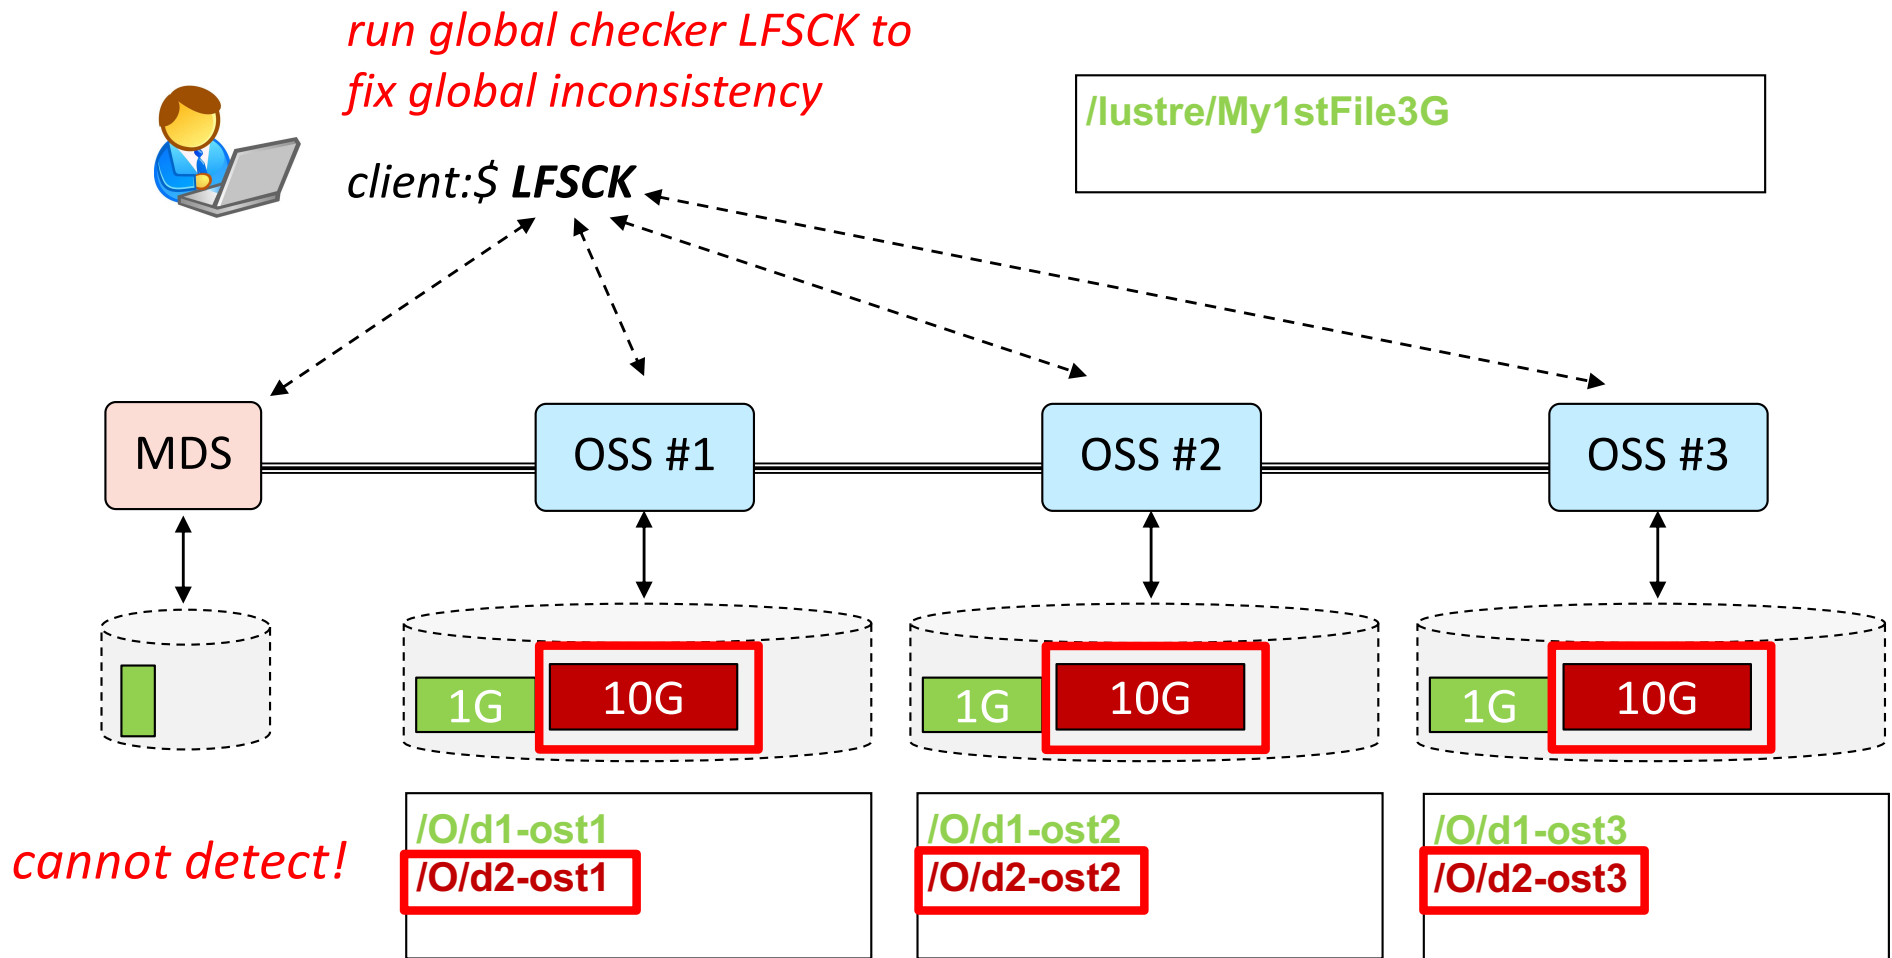 run global checker LFSCK to
fix global inconsistency
client:$ LFSCK
/lustre/My1stFile3G
MDS
OSS #1
OSS #2
OSS #3
1G
10G
1G
10G
1G
10G
cannot detect!
/O/d1-ost1
/O/d2-ost1
/O/d1-ost2
/O/d2-ost2
/O/d1-ost3
/O/d2-ost3